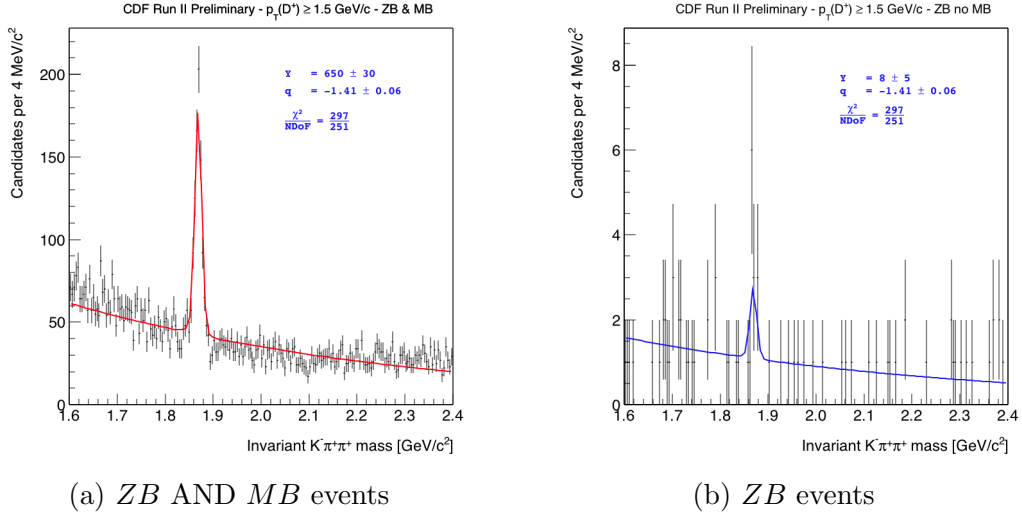 CDF Run II Preliminary - p_T(D⁺) ≥ 1.5 GeV/c - ZB & MB
Candidates per 4 MeV/c²
200
150
100
50
0
Y = 650 ± 30
q = -1.41 ± 0.06
χ²/NDoF = 297/251
1.6 1.7 1.8 1.9 2.0 2.1 2.2 2.3 2.4
Invariant K⁻π⁺π⁺ mass [GeV/c²]
(a) ZB AND MB events
CDF Run II Preliminary - p_T(D⁺) ≥ 1.5 GeV/c - ZB no MB
Candidates per 4 MeV/c²
8
6
4
2
0
Y = 8 ± 5
q = -1.41 ± 0.06
χ²/NDoF = 297/251
1.6 1.7 1.8 1.9 2.0 2.1 2.2 2.3 2.4
Invariant K⁻π⁺π⁺ mass [GeV/c²]
(b) ZB events